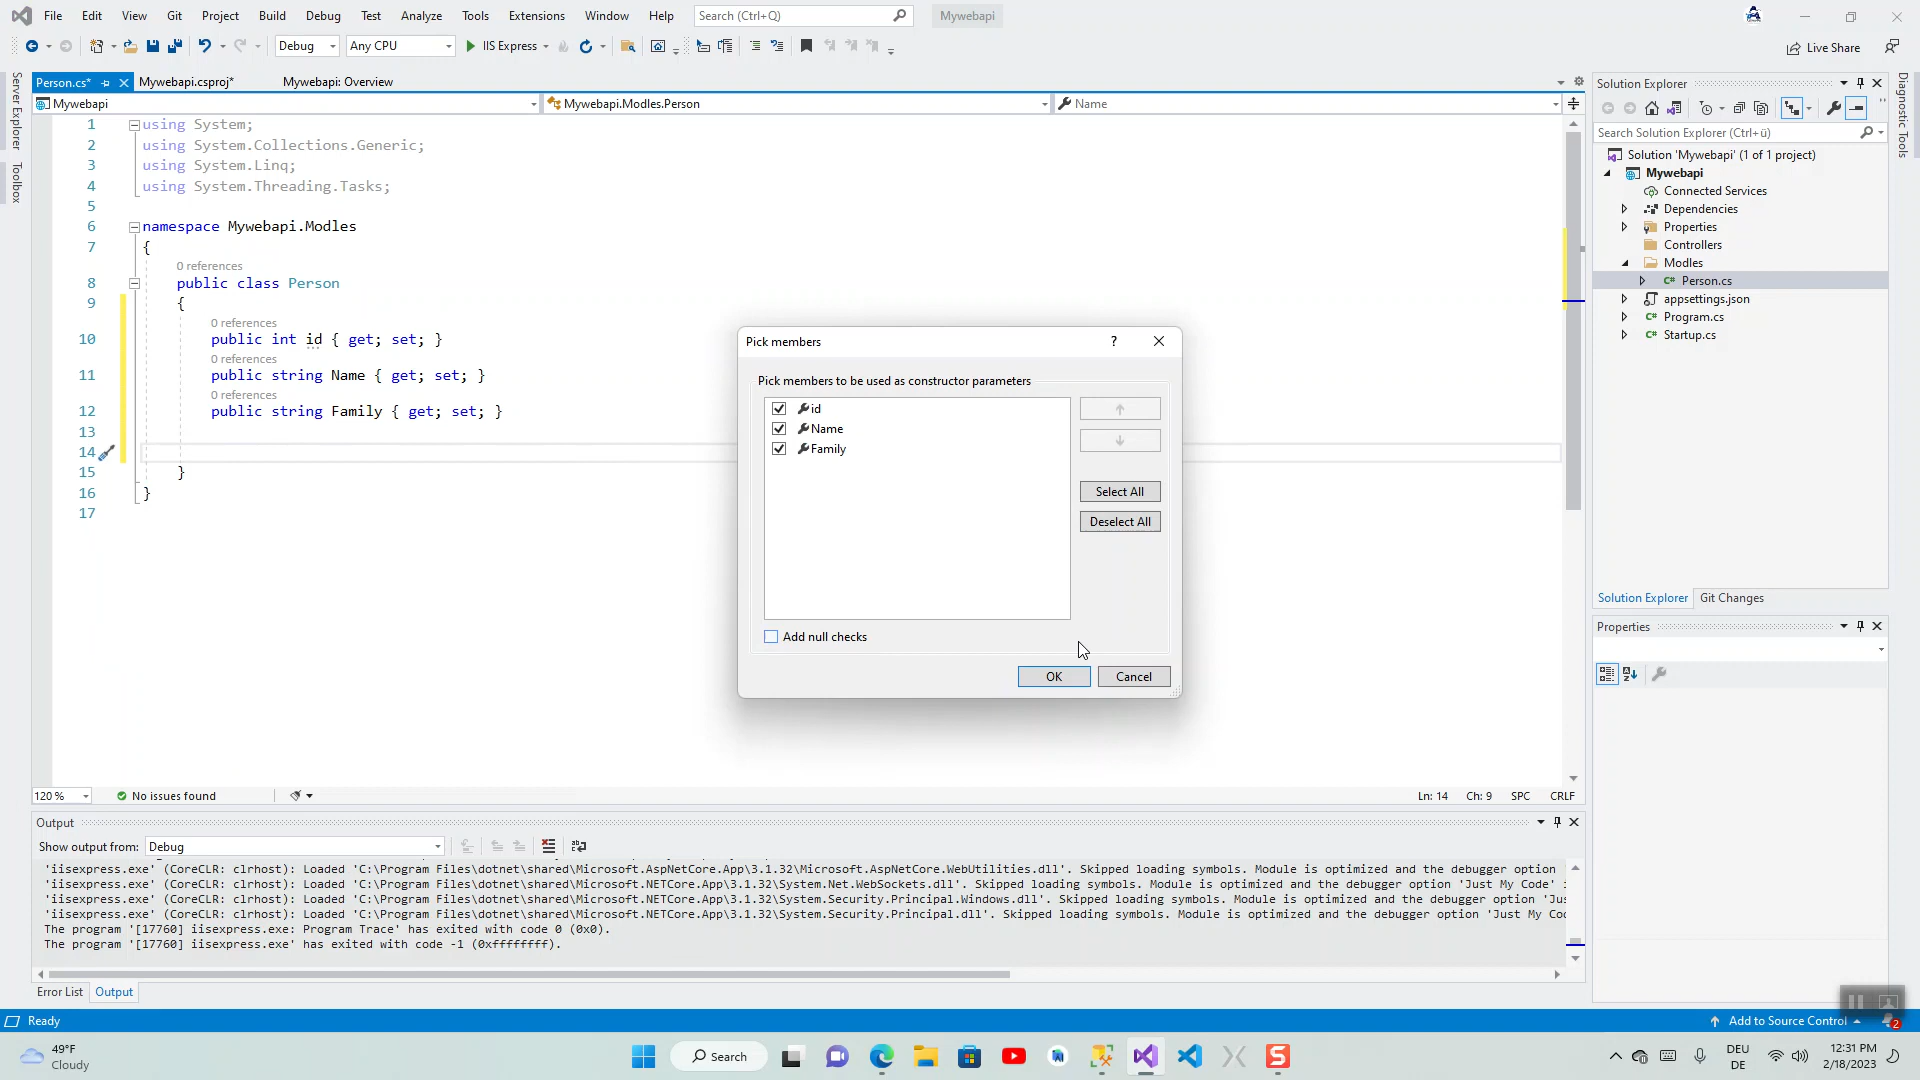 File Edit View Git Project Build Debug Test Analyze Tools Extensions Window Help Search (Ctrl+Q) Mywebapi
Debug Any CPU IIS Express Live Share
Server Explorer
Toolbox
Person.cs* Mywebapi.csproj* Mywebapi: Overview
Mywebapi Mywebapi.Modles.Person Name
1 using System;
2 using System.Collections.Generic;
3 using System.Linq;
4 using System.Threading.Tasks;
5
6 namespace Mywebapi.Modles
7 {
0 references
8 public class Person
9 {
0 references
10 public int id { get; set; }
0 references
11 public string Name { get; set; }
0 references
12 public string Family { get; set; }
13
14
15 }
16 }
17
Pick members ?
Pick members to be used as constructor parameters
id
Name
Family
Select All
Deselect All
Add null checks
OK Cancel
120 % No issues found Ln: 14 Ch: 9 SPC CRLF
Output
Show output from: Debug
'iisexpress.exe' (CoreCLR: clrhost): Loaded 'C:\Program Files\dotnet\shared\Microsoft.AspNetCore.App\3.1.32\Microsoft.AspNetCore.WebUtilities.dll'. Skipped loading symbols. Module is optimized and the debugger option
'iisexpress.exe' (CoreCLR: clrhost): Loaded 'C:\Program Files\dotnet\shared\Microsoft.NETCore.App\3.1.32\System.Net.WebSockets.dll'. Skipped loading symbols. Module is optimized and the debugger option 'Just My Code'
'iisexpress.exe' (CoreCLR: clrhost): Loaded 'C:\Program Files\dotnet\shared\Microsoft.NETCore.App\3.1.32\System.Security.Principal.Windows.dll'. Skipped loading symbols. Module is optimized and the debugger option 'Jus
'iisexpress.exe' (CoreCLR: clrhost): Loaded 'C:\Program Files\dotnet\shared\Microsoft.NETCore.App\3.1.32\System.Security.Principal.dll'. Skipped loading symbols. Module is optimized and the debugger option 'Just My Cod
The program '[17760] iisexpress.exe: Program Trace' has exited with code 0 (0x0).
The program '[17760] iisexpress.exe' has exited with code -1 (0xffffffff).
Error List Output
Solution Explorer
Search Solution Explorer (Ctrl+ü)
Solution 'Mywebapi' (1 of 1 project)
Mywebapi
Connected Services
Dependencies
Properties
Controllers
Modles
C# Person.cs
appsettings.json
C# Program.cs
C# Startup.cs
Solution Explorer Git Changes
Properties
Diagnostic Tools
Ready Add to Source Control 2
49°F
Cloudy
Search
DEU
DE
12:31 PM
2/18/2023